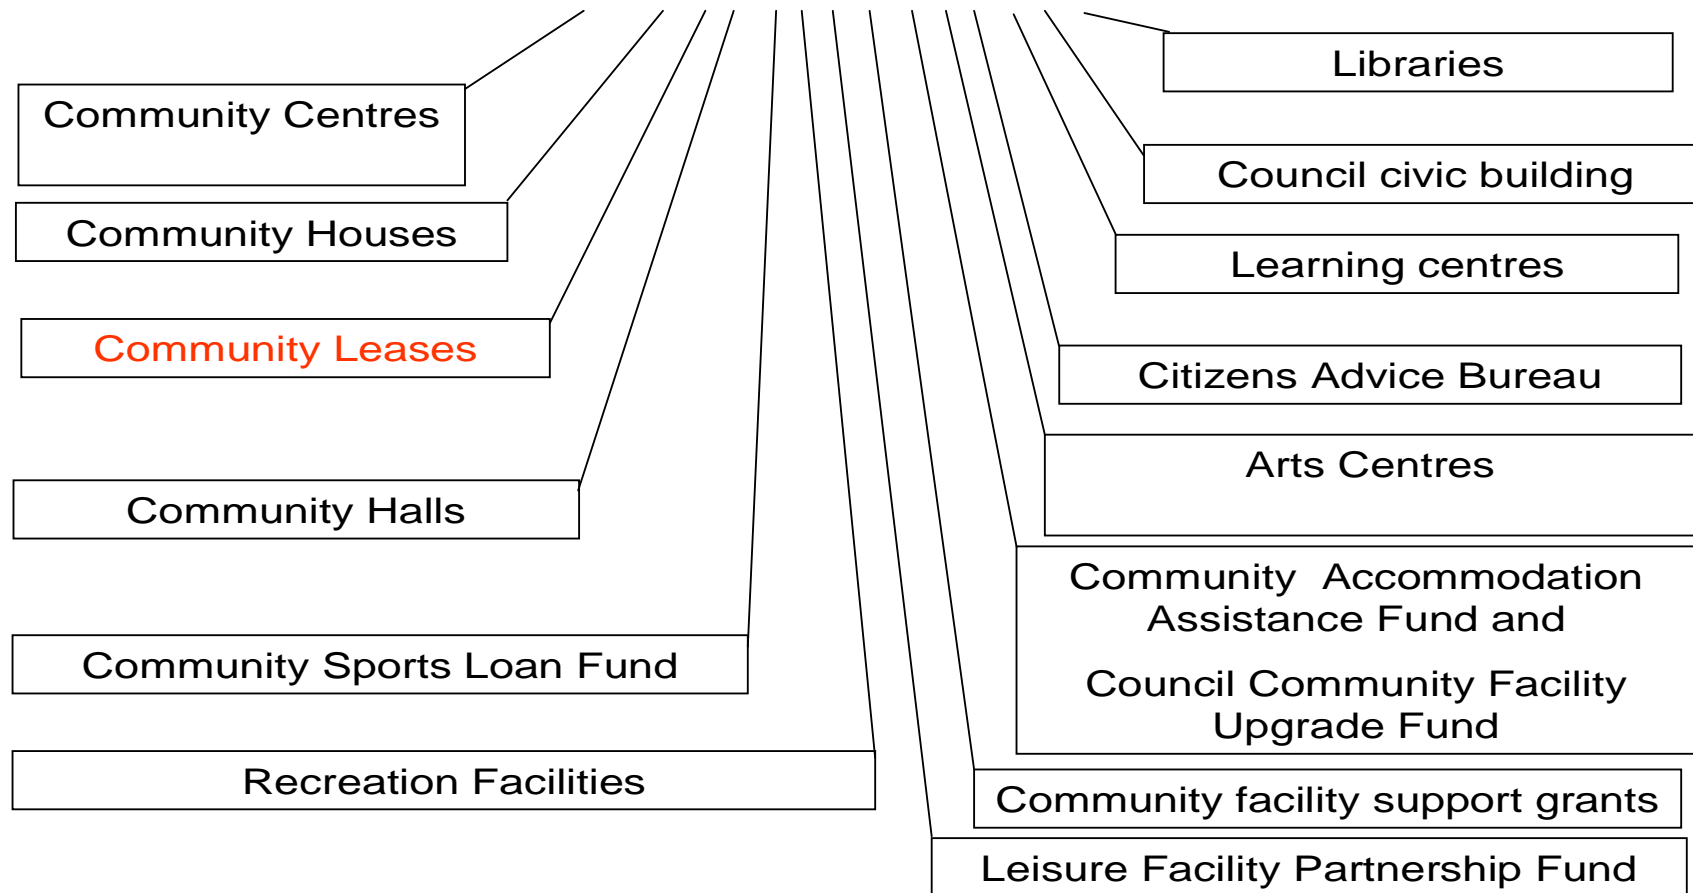 Community Centres
Community Houses
Community Leases
Community Halls
Community Sports Loan Fund
Recreation Facilities
Libraries
Council civic building
Learning centres
Citizens Advice Bureau
Arts Centres
Community Accommodation
Assistance Fund and
Council Community Facility
Upgrade Fund
Community facility support grants
Leisure Facility Partnership Fund